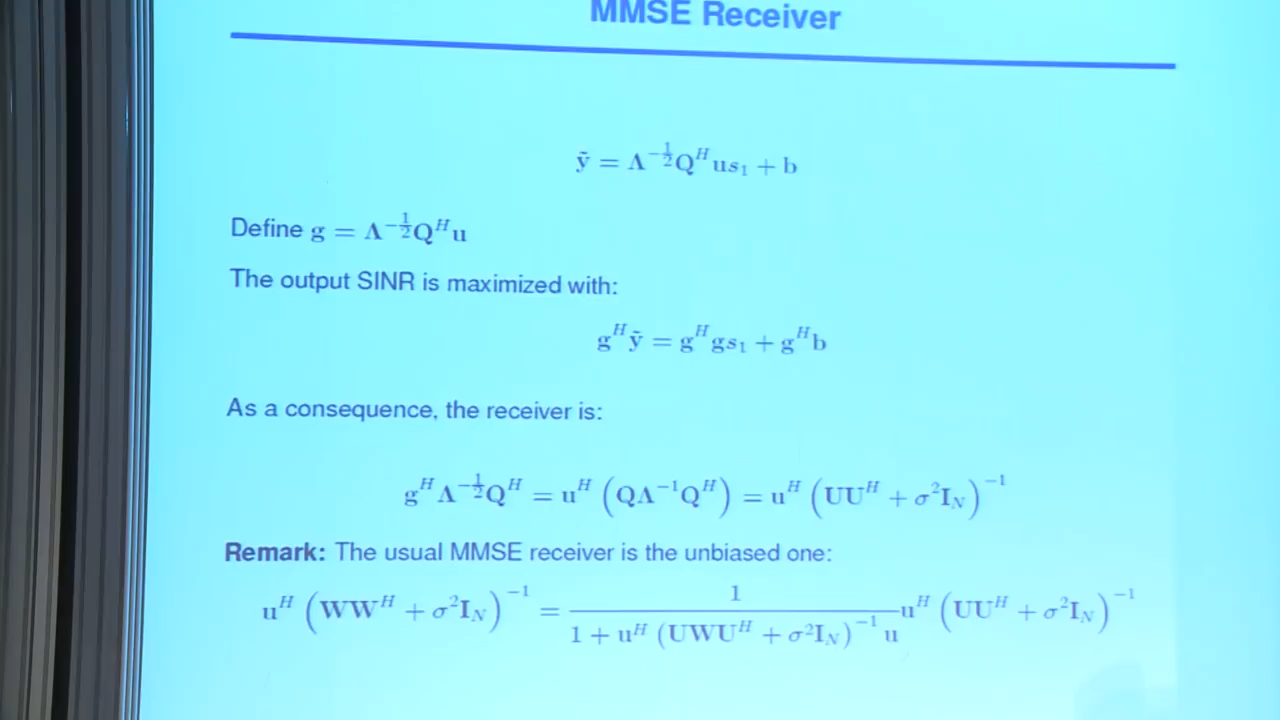 MMSE Receiver
ỹ = Λ^{-1/2} Q^H u s_1 + b
Define g = Λ^{-1/2} Q^H u
The output SINR is maximized with:
g^H ỹ = g^H g s_1 + g^H b
As a consequence, the receiver is:
g^H Λ^{-1/2} Q^H = u^H (QΛ^{-1}Q^H) = u^H (UU^H + σ^2 I_N)^{-1}
Remark: The usual MMSE receiver is the unbiased one:
u^H (WW^H + σ^2 I_N)^{-1} = \frac{1}{1 + u^H (UWU^H + σ^2 I_N)^{-1} u} u^H (UU^H + σ^2 I_N)^{-1}